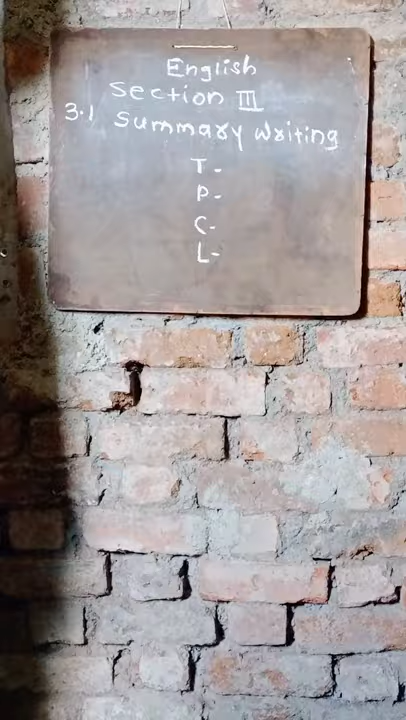 English
Section III
3.1 Summary Writing
T-
P-
C-
L-